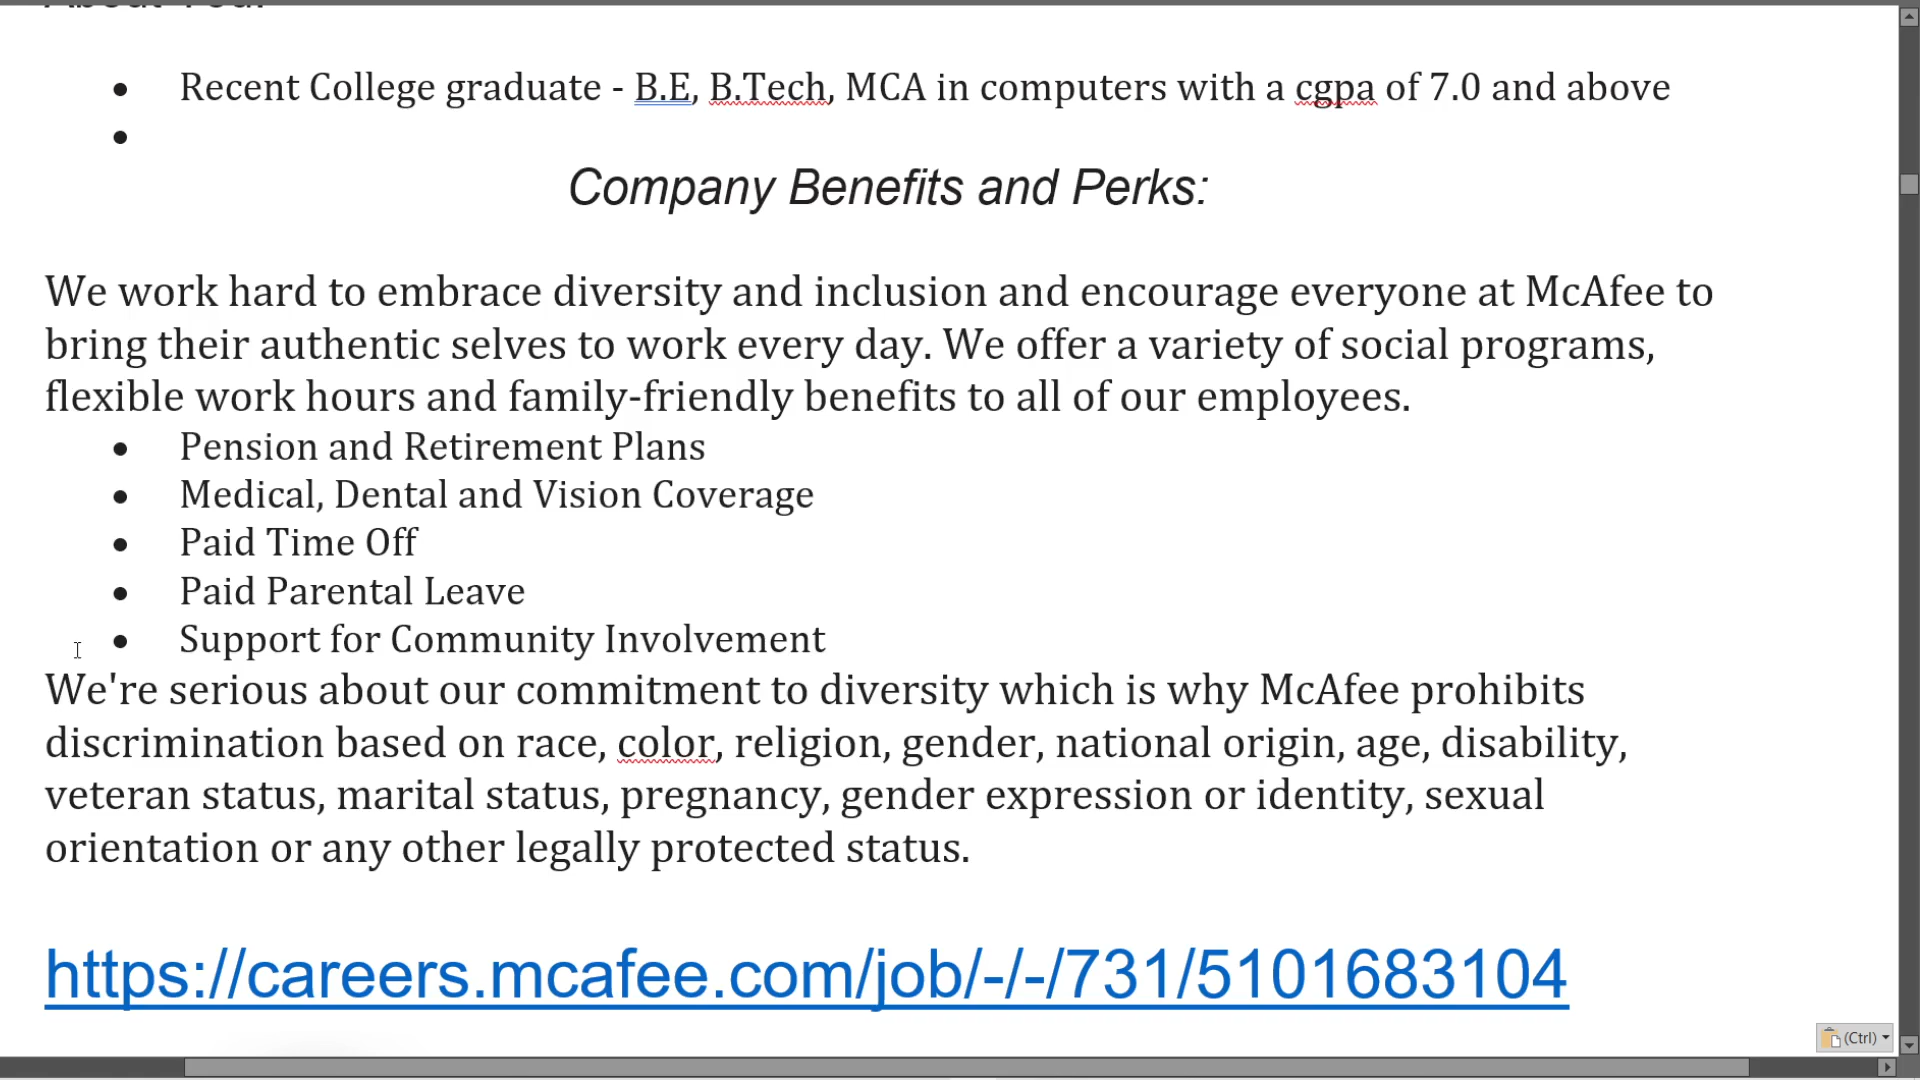 About You:
• Recent College graduate - B.E, B.Tech, MCA in computers with a cgpa of 7.0 and above
•
Company Benefits and Perks:
We work hard to embrace diversity and inclusion and encourage everyone at McAfee to
bring their authentic selves to work every day. We offer a variety of social programs,
flexible work hours and family-friendly benefits to all of our employees.
• Pension and Retirement Plans
• Medical, Dental and Vision Coverage
• Paid Time Off
• Paid Parental Leave
• Support for Community Involvement
We're serious about our commitment to diversity which is why McAfee prohibits
discrimination based on race, color, religion, gender, national origin, age, disability,
veteran status, marital status, pregnancy, gender expression or identity, sexual
orientation or any other legally protected status.
https://careers.mcafee.com/job/-/-/731/5101683104
(Ctrl)